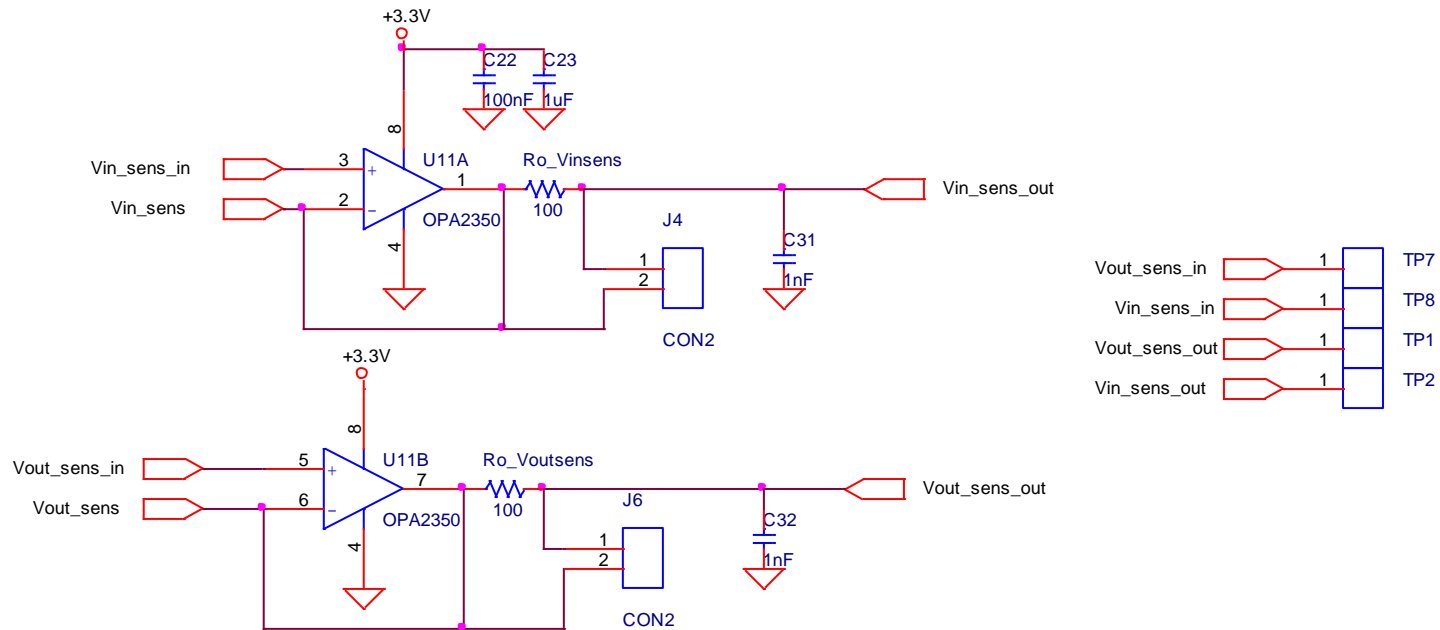 +3.3V
C22
C23
100nF
1uF
8
Vin_sens_in
3
+
U11A
Ro_Vinsens
1
Vin_sens_out
Vin_sens
2
-
OPA2350
100
J4
4
C31
1
2
1nF
CON2
Vout_sens_in
1
TP7
Vin_sens_in
1
TP8
Vout_sens_out
1
TP1
Vin_sens_out
1
TP2
+3.3V
8
Vout_sens_in
5
+
U11B
Ro_Voutsens
7
Vout_sens_out
Vout_sens
6
-
OPA2350
100
J6
4
C32
1
2
1nF
CON2